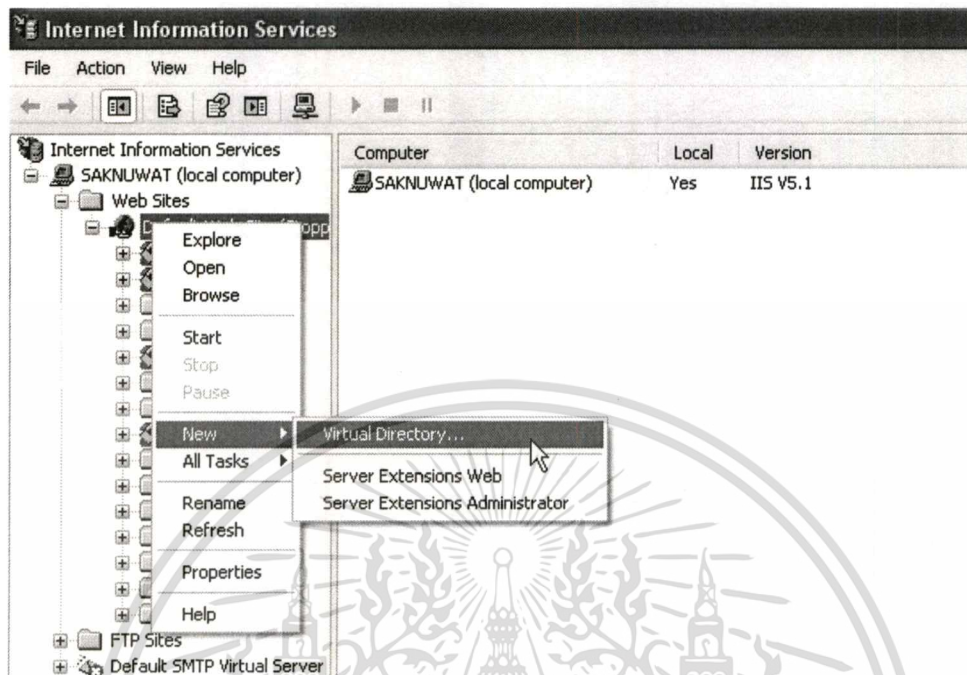 Internet Information Services
File Action View Help
Internet Information Services
SAKNUWAT (local computer)
Web Sites
FTP Sites
Default SMTP Virtual Server
Computer Local Version
SAKNUWAT (local computer) Yes IIS V5.1
Explore
Open
Browse
Start
Stop
Pause
New
All Tasks
Rename
Refresh
Properties
Help
Virtual Directory...
Server Extensions Web
Server Extensions Administrator